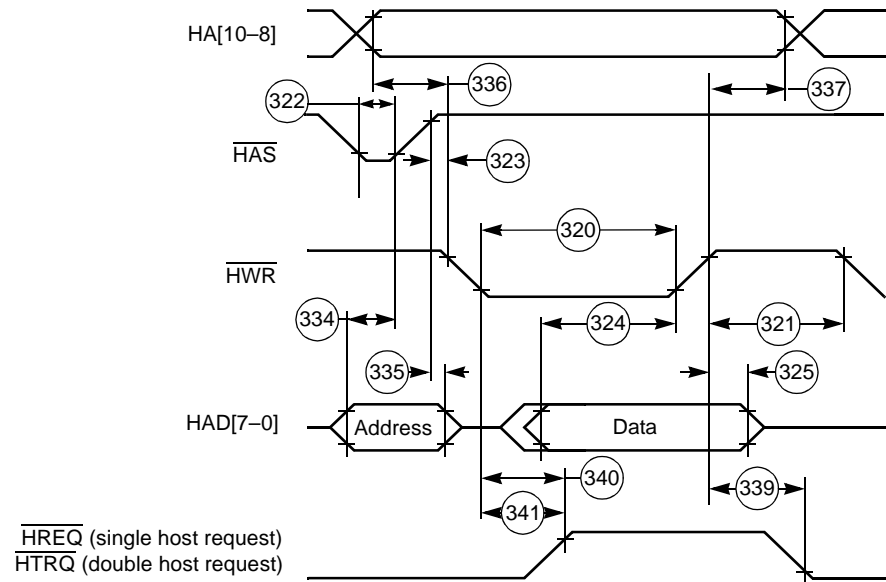 HA[10–8]
336
337
322
HAS
323
320
HWR
334
324
321
335
325
HAD[7–0]
Address
Data
340
339
341
HREQ (single host request)
HTRQ (double host request)